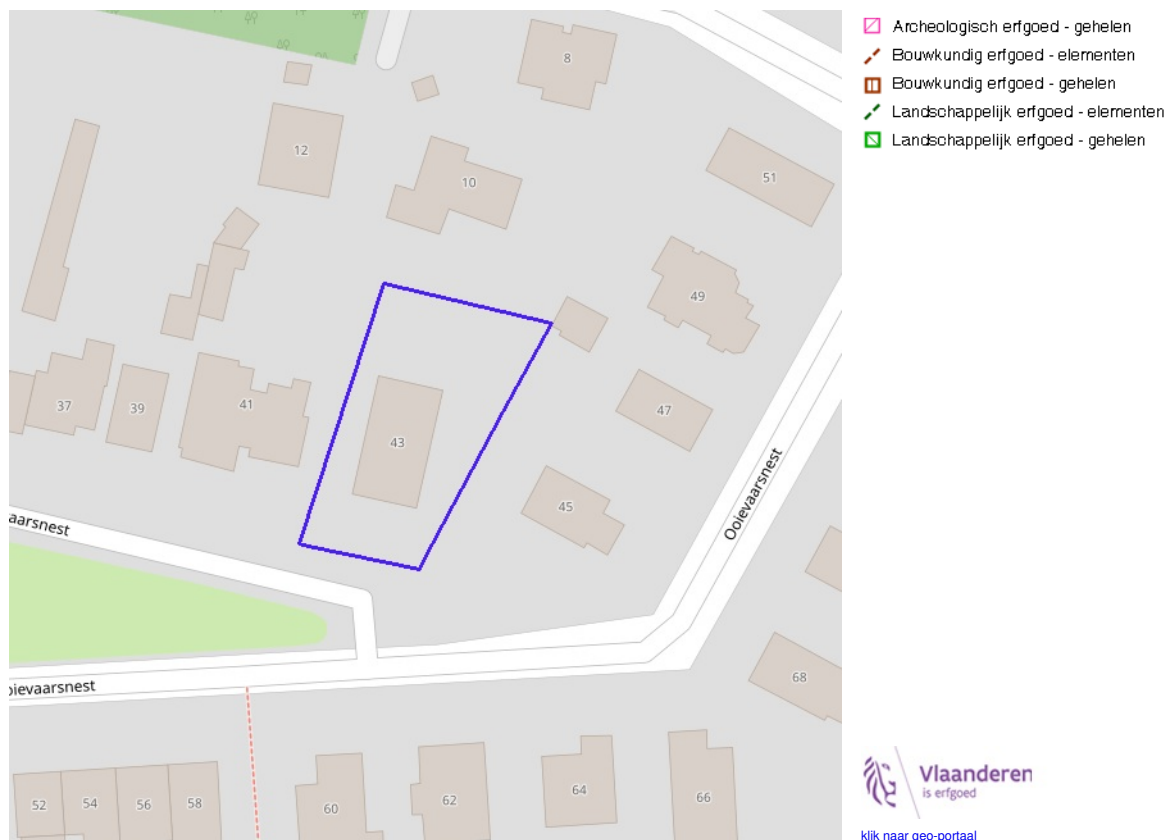 Archeologisch erfgoed - gehelen
Bouwkundig erfgoed - elementen
Bouwkundig erfgoed - gehelen
Landschappelijk erfgoed - elementen
Landschappelijk erfgoed - gehelen
8
12
10
51
49
37
39
41
43
47
45
aarsnest
Ooievaarsnest
oievaarsnest
68
52
54
56
58
60
62
64
66
Vlaanderen
is erfgoed
klik naar geo-portaal